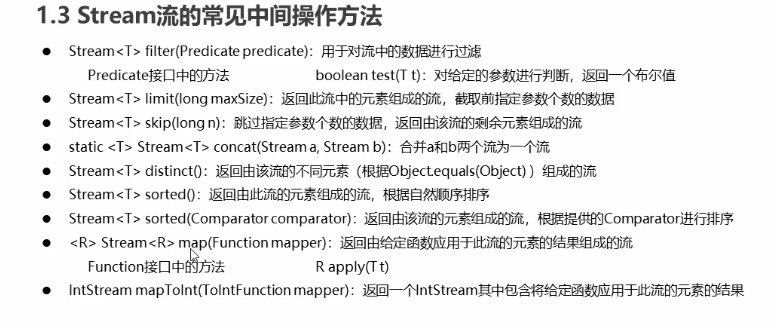 1.3 Stream流的常见中间操作方法
● Stream<T> filter(Predicate predicate)：用于对流中的数据进行过滤
Predicate接口中的方法 boolean test(T t)：对给定的参数进行判断，返回一个布尔值
● Stream<T> limit(long maxSize)：返回此流中的元素组成的流，截取前指定参数个数的数据
● Stream<T> skip(long n)：跳过指定参数个数的数据，返回由该流的剩余元素组成的流
● static <T> Stream<T> concat(Stream a, Stream b)：合并a和b两个流为一个流
● Stream<T> distinct()：返回由该流的不同元素（根据Object.equals(Object) ）组成的流
● Stream<T> sorted()：返回由此流的元素组成的流，根据自然顺序排序
● Stream<T> sorted(Comparator comparator)：返回由该流的元素组成的流，根据提供的Comparator进行排序
● <R> Stream<R> map(Function mapper)：返回由给定函数应用于此流的元素的结果组成的流
Function接口中的方法 R apply(T t)
● IntStream mapToInt(ToIntFunction mapper)：返回一个IntStream其中包含将给定函数应用于此流的元素的结果